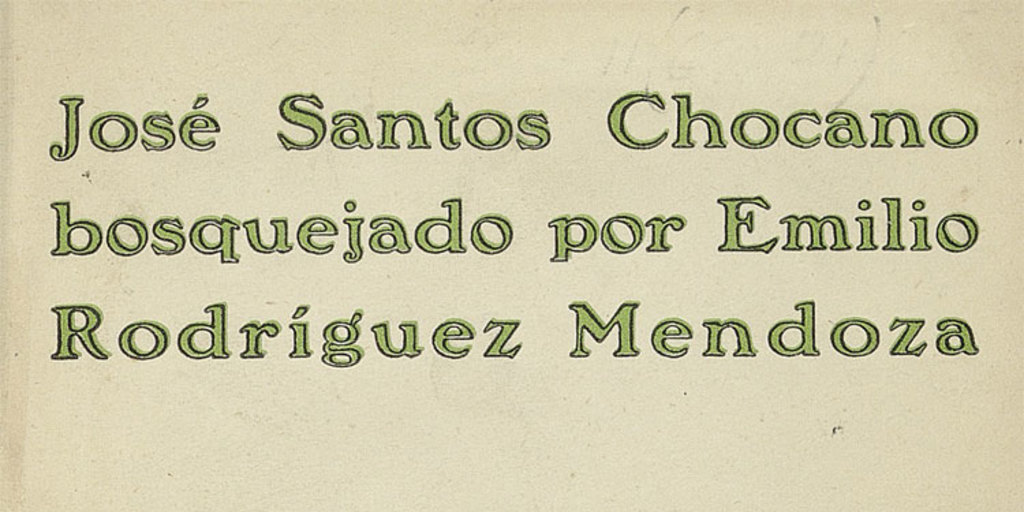 José Santos Chocano
bosquejado por Emilio
Rodríguez Mendoza